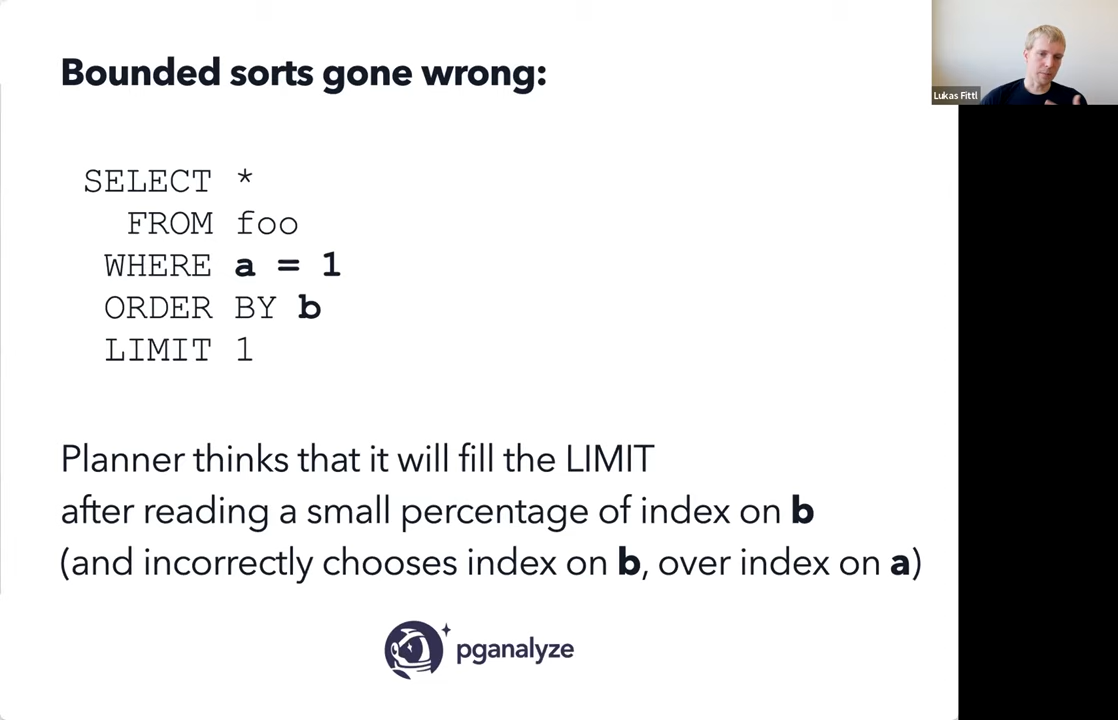 Bounded sorts gone wrong:
Lukas Fittl
SELECT *
FROM foo
WHERE a = 1
ORDER BY b
LIMIT 1
Planner thinks that it will fill the LIMIT
after reading a small percentage of index on b
(and incorrectly chooses index on b, over index on a)
pganalyze